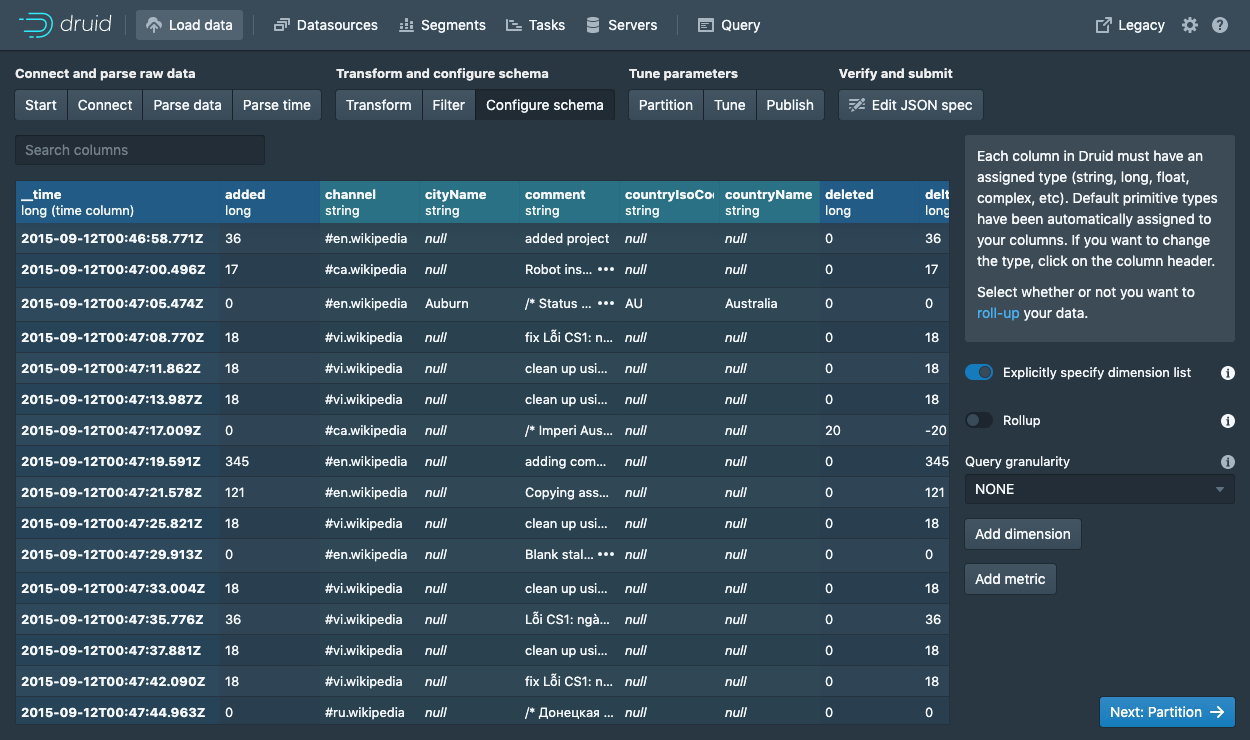 druid Load data Datasources Segments Tasks Servers Query Legacy
Connect and parse raw data Transform and configure schema Tune parameters Verify and submit
Start Connect Parse data Parse time Transform Filter Configure schema Partition Tune Publish Edit JSON spec
Search columns
__time added channel cityName comment countryIsoCo countryName deleted delt
long (time column) long string string string string string long long
2015-09-12T00:46:58.771Z 36 #en.wikipedia null added project null null 0 36
2015-09-12T00:47:00.496Z 17 #ca.wikipedia null Robot ins... ••• null null 0 17
2015-09-12T00:47:05.474Z 0 #en.wikipedia Auburn /* Status ... ••• AU Australia 0 0
2015-09-12T00:47:08.770Z 18 #vi.wikipedia null fix Lỗi CS1: n... null null 0 18
2015-09-12T00:47:11.862Z 18 #vi.wikipedia null clean up usi... null null 0 18
2015-09-12T00:47:13.987Z 18 #vi.wikipedia null clean up usi... null null 0 18
2015-09-12T00:47:17.009Z 0 #ca.wikipedia null /* Imperi Aus... null null 20 -20
2015-09-12T00:47:19.591Z 345 #en.wikipedia null adding com... null null 0 345
2015-09-12T00:47:21.578Z 121 #en.wikipedia null Copying ass... null null 0 121
2015-09-12T00:47:25.821Z 18 #vi.wikipedia null clean up usi... null null 0 18
2015-09-12T00:47:29.913Z 0 #en.wikipedia null Blank stal... ••• null null 0 0
2015-09-12T00:47:33.004Z 18 #vi.wikipedia null clean up usi... null null 0 18
2015-09-12T00:47:35.776Z 36 #vi.wikipedia null Lỗi CS1: ngà... null null 0 36
2015-09-12T00:47:37.881Z 18 #vi.wikipedia null clean up usi... null null 0 18
2015-09-12T00:47:42.090Z 18 #vi.wikipedia null fix Lỗi CS1: n... null null 0 18
2015-09-12T00:47:44.963Z 0 #ru.wikipedia null /* Донецкая ... null null 0 0
Each column in Druid must have an
assigned type (string, long, float,
complex, etc). Default primitive types
have been automatically assigned to
your columns. If you want to change
the type, click on the column header.
Select whether or not you want to
roll-up your data.
Explicitly specify dimension list
Rollup
Query granularity
NONE
Add dimension
Add metric
Next: Partition →